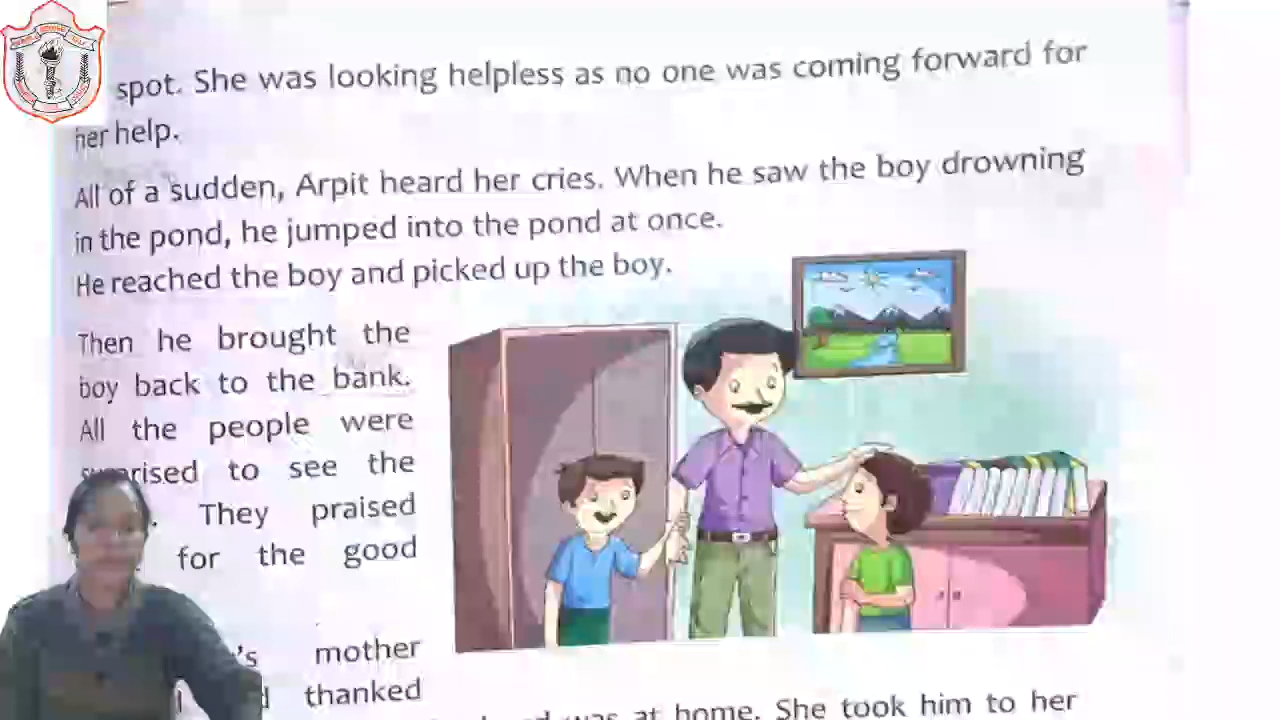 spot. She was looking helpless as no one was coming forward for
her help.
All of a sudden, Arpit heard her cries. When he saw the boy drowning
in the pond, he jumped into the pond at once.
He reached the boy and picked up the boy.
Then he brought the
boy back to the bank.
All the people were
to see the
They praised
for the good
mother
thanked
was at home. She took him to her